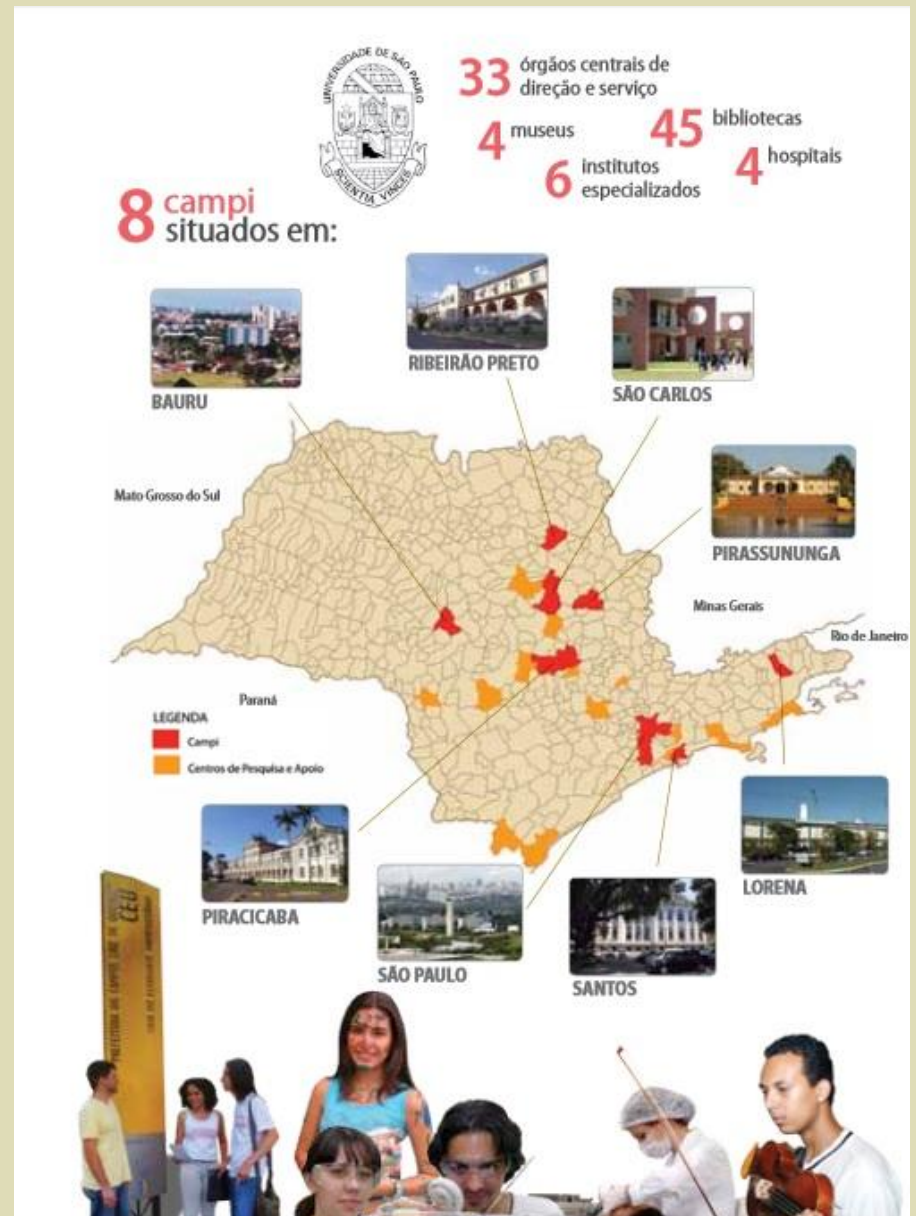 UNIVERSIDADE DE SÃO PAULO
SCIENTIA VINCES
33 órgãos centrais de
direção e serviço
4 museus
45 bibliotecas
6 institutos
especializados
4 hospitais
8 campi
situados em:
RIBEIRÃO PRETO
SÃO CARLOS
BAURU
PIRASSUNUNGA
Mato Grosso do Sul
Minas Gerais
Rio de Janeiro
Paraná
LEGENDA
Campi
Centros de Pesquisa e Apoio
PIRACICABA
SÃO PAULO
SANTOS
LORENA
CEU